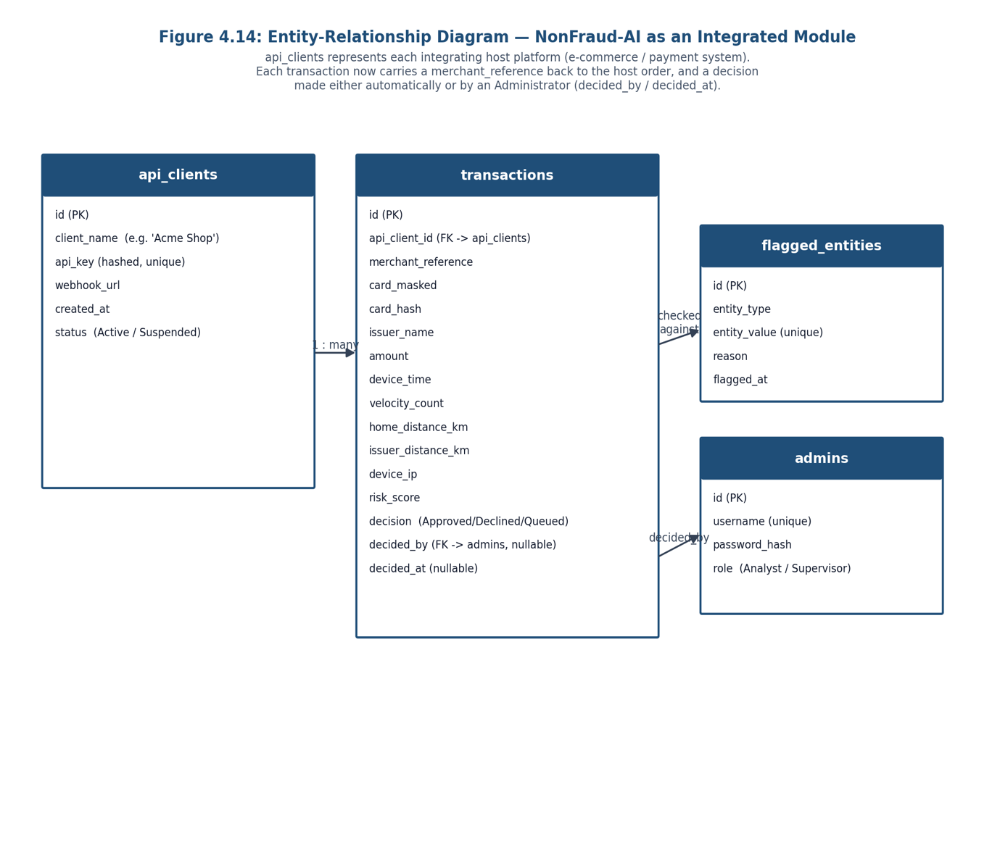 Figure 4.14: Entity-Relationship Diagram — NonFraud-AI as an Integrated Module
api_clients represents each integrating host platform (e-commerce / payment system).
Each transaction now carries a merchant_reference back to the host order, and a decision
made either automatically or by an Administrator (decided_by / decided_at).
api_clients
id (PK)
client_name  (e.g. 'Acme Shop')
api_key (hashed, unique)
webhook_url
created_at
status  (Active / Suspended)
1 : many
transactions
id (PK)
api_client_id (FK -> api_clients)
merchant_reference
card_masked
card_hash
issuer_name
amount
device_time
velocity_count
home_distance_km
issuer_distance_km
device_ip
risk_score
decision  (Approved/Declined/Queued)
decided_by (FK -> admins, nullable)
decided_at (nullable)
checked
against
flagged_entities
id (PK)
entity_type
entity_value (unique)
reason
flagged_at
decided_by
admins
id (PK)
username (unique)
password_hash
role  (Analyst / Supervisor)